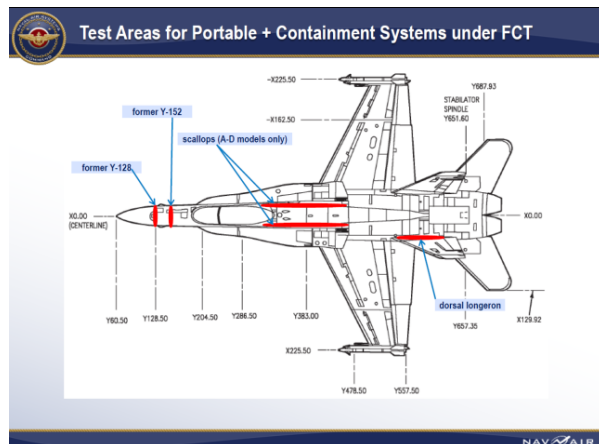 Test Areas for Portable + Containment Systems under FCT
-X225.50
Y687.93
STABILATOR
SPINDLE
Y651.60
former Y-152
-X162.50
scallops (A-D models only)
former Y-128
X0.00
(CENTERLINE)
X0.00
dorsal longeron
Y60.50
Y128.50
Y204.50
Y286.50
Y383.00
Y657.35
X129.92
X225.50
Y478.50
Y557.50
NAVAIR